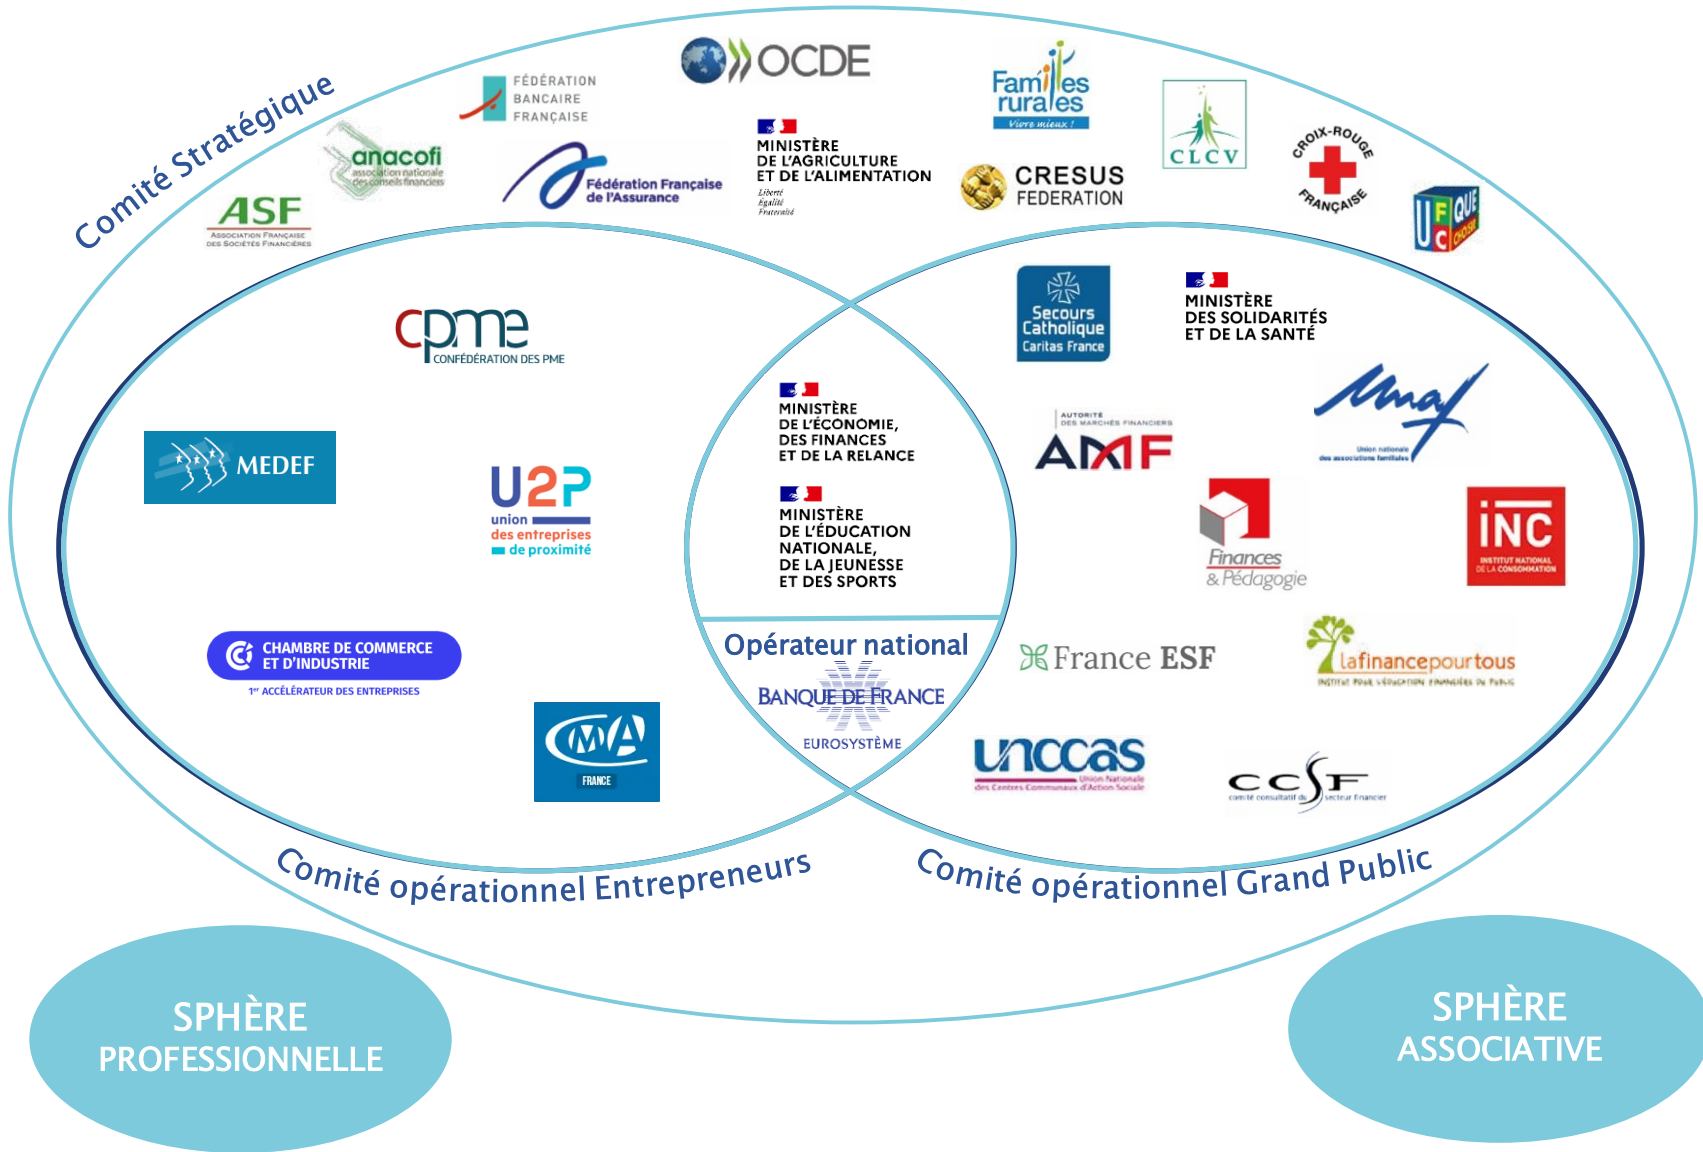 Comité Stratégique
OCDE
FÉDÉRATION
BANCAIRE
FRANÇAISE
Familles
rurales
Vivre mieux !
CLCV
CROIX-ROUGE
FRANÇAISE
anacofi
association nationale
des conseils financiers
Fédération Française
de l'Assurance
MINISTÈRE
DE L'AGRICULTURE
ET DE L'ALIMENTATION
Liberté
Égalité
Fraternité
CRESUS
FEDERATION
UFC
QUE
CHOISIR
ASF
ASSOCIATION FRANÇAISE
DES SOCIÉTÉS FINANCIÈRES
cpme
CONFÉDÉRATION DES PME
MEDEF
U2P
union
des entreprises
de proximité
CHAMBRE DE COMMERCE
ET D'INDUSTRIE
1er ACCÉLÉRATEUR DES ENTREPRISES
CMA
FRANCE
MINISTÈRE
DE L'ÉCONOMIE,
DES FINANCES
ET DE LA RELANCE
MINISTÈRE
DE L'ÉDUCATION
NATIONALE,
DE LA JEUNESSE
ET DES SPORTS
Opérateur national
BANQUE DE FRANCE
EUROSYSTÈME
Secours
Catholique
Caritas France
MINISTÈRE
DES SOLIDARITÉS
ET DE LA SANTÉ
Unaf
Union nationale
des associations familiales
AUTORITÉ
DES MARCHÉS FINANCIERS
AMF
Finances
& Pédagogie
iNC
INSTITUT NATIONAL
DE LA CONSOMMATION
France ESF
lafinancepourtous
INSTITUT POUR L'ÉDUCATION FINANCIÈRE DU PUBLIC
unccas
Union Nationale
des Centres Communaux d'Action Sociale
CCSF
comité consultatif du secteur financier
Comité opérationnel Entrepreneurs
Comité opérationnel Grand Public
SPHÈRE
PROFESSIONNELLE
SPHÈRE
ASSOCIATIVE